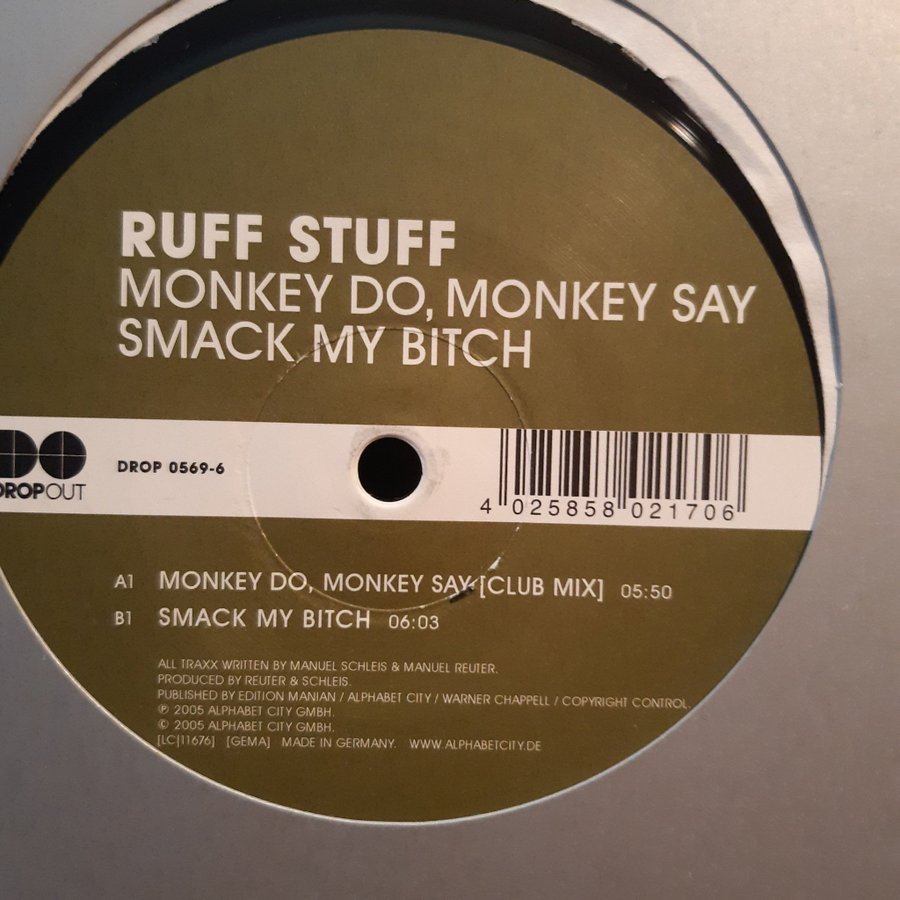 RUFF STUFF
MONKEY DO, MONKEY SAY
SMACK MY BITCH
DROPOUT
DROP 0569-6
4 025858 021706
A1 MONKEY DO, MONKEY SAY [CLUB MIX] 05:50
B1 SMACK MY BITCH 06:03
ALL TRAXX WRITTEN BY MANUEL SCHLEIS & MANUEL REUTER.
PRODUCED BY REUTER & SCHLEIS.
PUBLISHED BY EDITION MANIAN / ALPHABET CITY / WARNER CHAPPELL / COPYRIGHT CONTROL.
℗ 2005 ALPHABET CITY GMBH.
© 2005 ALPHABET CITY GMBH.
[LC|11676] [GEMA] MADE IN GERMANY. WWW.ALPHABETCITY.DE